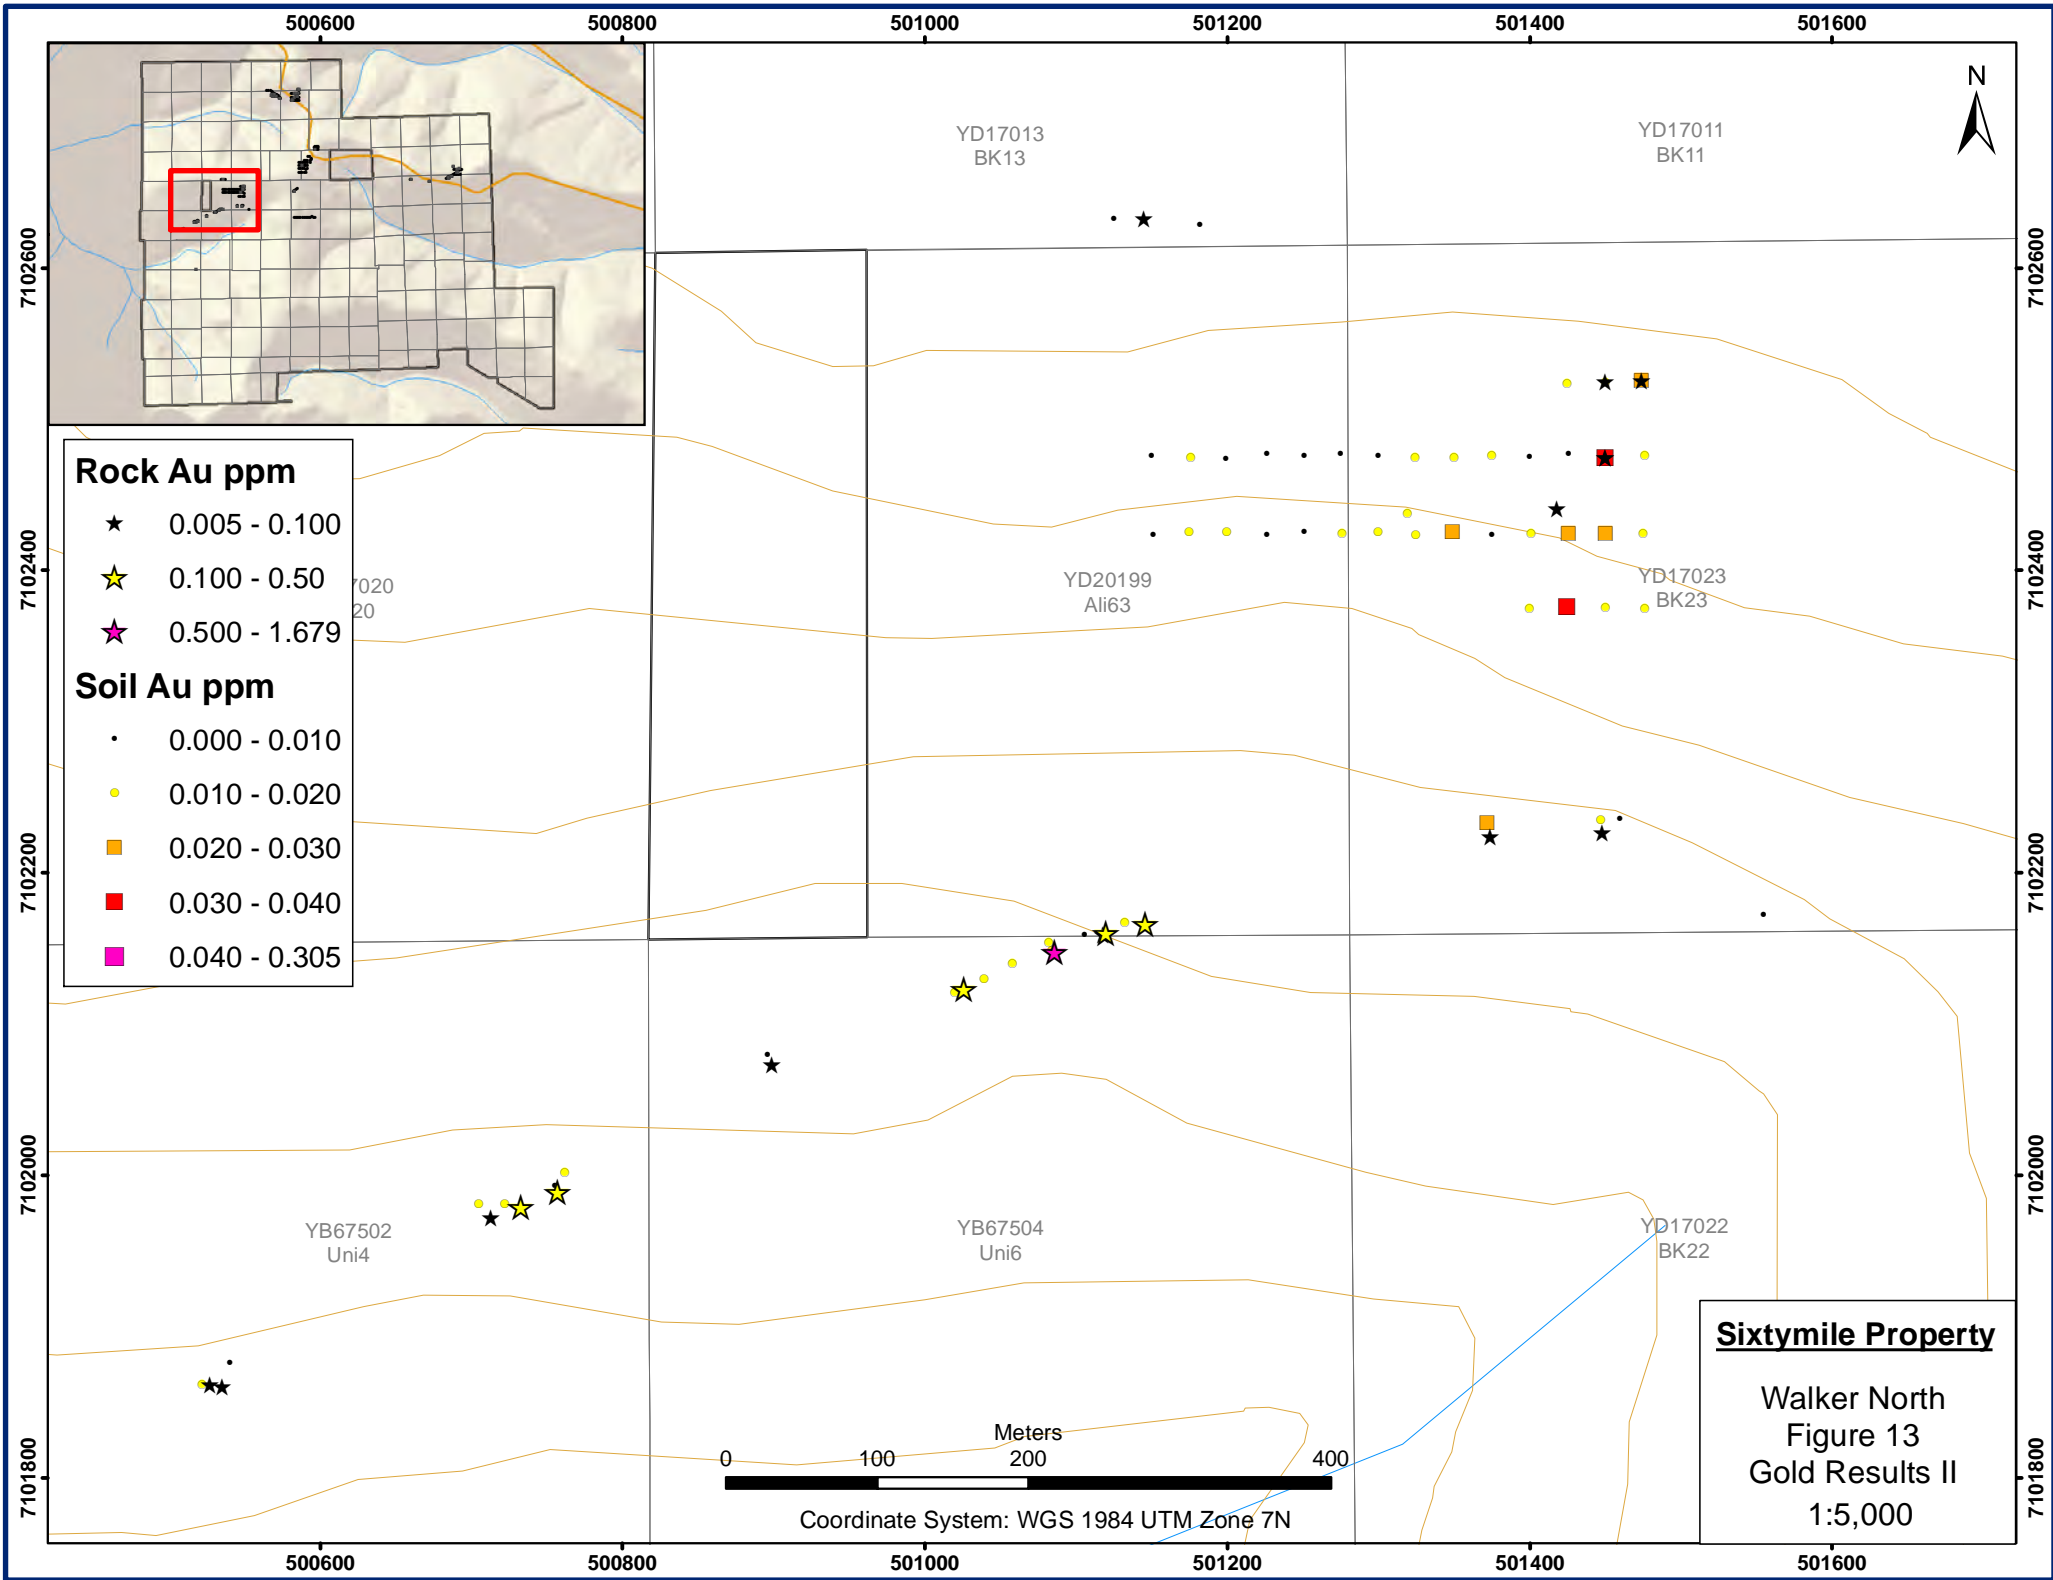 500600 500800 501000 501200 501400 501600
N
YD17013
BK13
YD17011
BK11
7102600 7102600
Rock Au ppm
0.005 - 0.100
0.100 - 0.50
0.500 - 1.679
Soil Au ppm
0.000 - 0.010
0.010 - 0.020
0.020 - 0.030
0.030 - 0.040
0.040 - 0.305
7102400 7102400
7020
20
YD20199
Ali63
YD17023
BK23
7102200 7102200
7102000 7102000
YB67502
Uni4
YB67504
Uni6
YD17022
BK22
Sixtymile Property
Walker North
Figure 13
Gold Results II
1:5,000
Meters
0 100 200 400
Coordinate System: WGS 1984 UTM Zone 7N
7101800 7101800
500600 500800 501000 501200 501400 501600